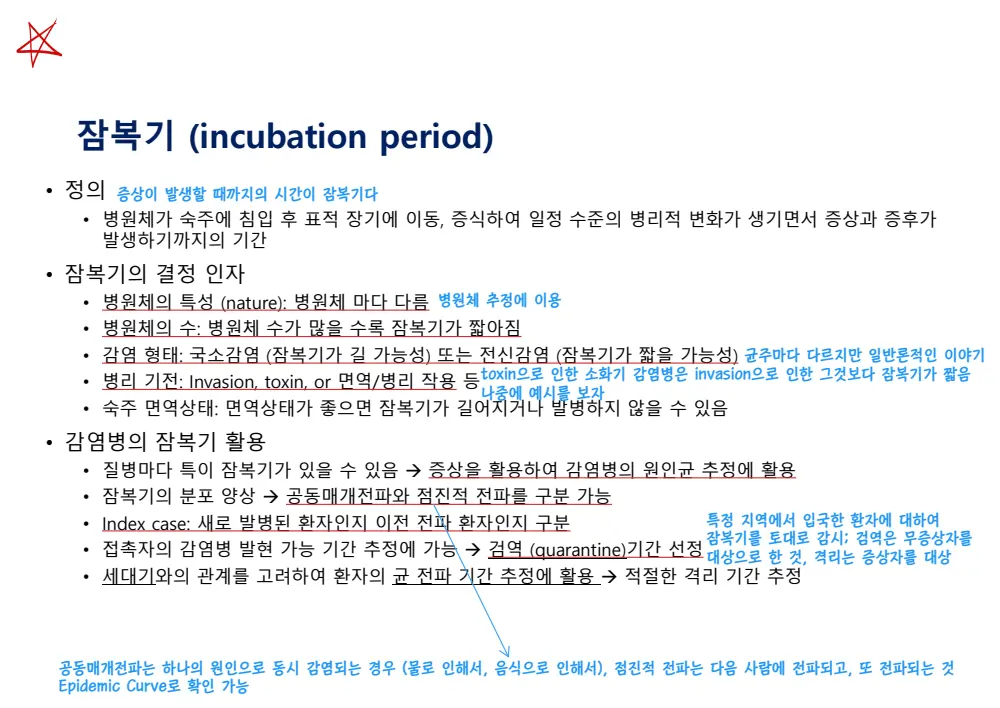 잠복기 (incubation period)
• 정의 증상이 발생할 때까지의 시간이 잠복기다
• 병원체가 숙주에 침입 후 표적 장기에 이동, 증식하여 일정 수준의 병리적 변화가 생기면서 증상과 증후가
발생하기까지의 기간
• 잠복기의 결정 인자
• 병원체의 특성 (nature): 병원체 마다 다름 병원체 추정에 이용
• 병원체의 수: 병원체 수가 많을 수록 잠복기가 짧아짐
• 감염 형태: 국소감염 (잠복기가 길 가능성) 또는 전신감염 (잠복기가 짧을 가능성) 균주마다 다르지만 일반론적인 이야기
• 병리 기전: Invasion, toxin, or 면역/병리 작용 등 toxin으로 인한 소화기 감염병은 invasion으로 인한 그것보다 잠복기가 짧음
나중에 예시를 보자
• 숙주 면역상태: 면역상태가 좋으면 잠복기가 길어지거나 발병하지 않을 수 있음
• 감염병의 잠복기 활용
• 질병마다 특이 잠복기가 있을 수 있음 → 증상을 활용하여 감염병의 원인균 추정에 활용
• 잠복기의 분포 양상 → 공동매개전파와 점진적 전파를 구분 가능
• Index case: 새로 발병된 환자인지 이전 전파 환자인지 구분
• 접촉자의 감염병 발현 가능 기간 추정에 가능 → 검역 (quarantine)기간 선정
특정 지역에서 입국한 환자에 대하여
잠복기를 토대로 감시; 검역은 무증상자를
대상으로 한 것, 격리는 증상자를 대상
• 세대기와의 관계를 고려하여 환자의 균 전파 기간 추정에 활용 → 적절한 격리 기간 추정
공동매개전파는 하나의 원인으로 동시 감염되는 경우 (물로 인해서, 음식으로 인해서), 점진적 전파는 다음 사람에 전파되고, 또 전파되는 것
Epidemic Curve로 확인 가능